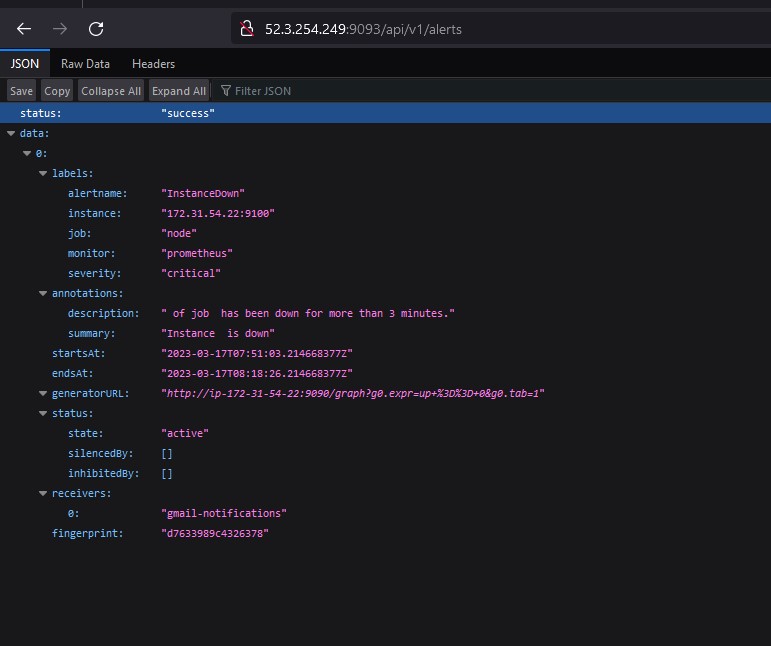 52.3.254.249:9093/api/v1/alerts
JSON Raw Data Headers
Save Copy Collapse All Expand All Filter JSON
status: "success"
data:
0:
labels:
alertname: "InstanceDown"
instance: "172.31.54.22:9100"
job: "node"
monitor: "prometheus"
severity: "critical"
annotations:
description: " of job  has been down for more than 3 minutes."
summary: "Instance  is down"
startsAt: "2023-03-17T07:51:03.214668377Z"
endsAt: "2023-03-17T08:18:26.214668377Z"
generatorURL: "http://ip-172-31-54-22:9090/graph?g0.expr=up+%3D%3D+0&g0.tab=1"
status:
state: "active"
silencedBy: []
inhibitedBy: []
receivers:
0: "gmail-notifications"
fingerprint: "d7633989c4326378"